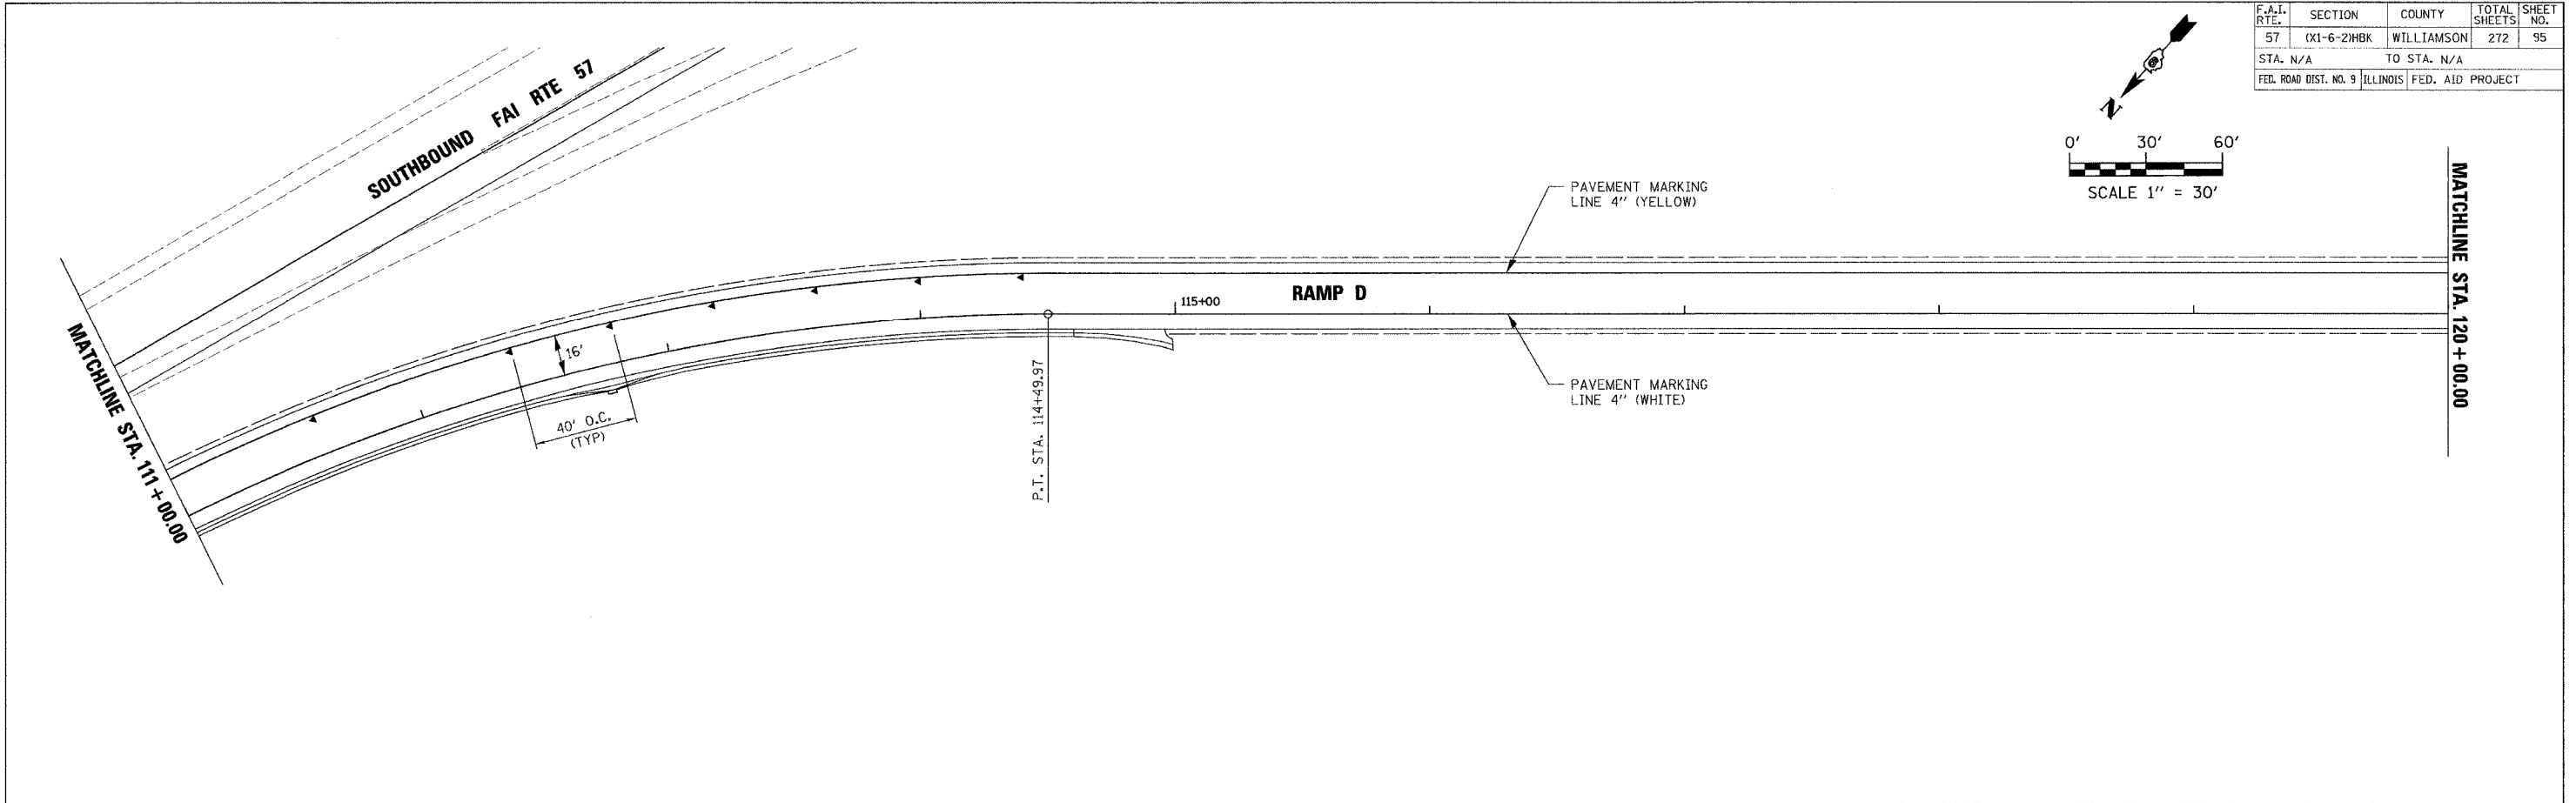 F.A.I. RTE. SECTION COUNTY TOTAL SHEETS SHEET NO.
57 (X1-6-2)HBK WILLIAMSON 272 95
STA. N/A TO STA. N/A
FED. ROAD DIST. NO. 9 ILLINOIS FED. AID PROJECT
N
0' 30' 60'
SCALE 1" = 30'
SOUTHBOUND FAI RTE 57
PAVEMENT MARKING
LINE 4" (YELLOW)
RAMP D
115+00
16'
40' O.C.
(TYP)
P.T. STA. 114+49.97
PAVEMENT MARKING
LINE 4" (WHITE)
MATCHLINE STA. 111+00.00
MATCHLINE STA. 120+00.00